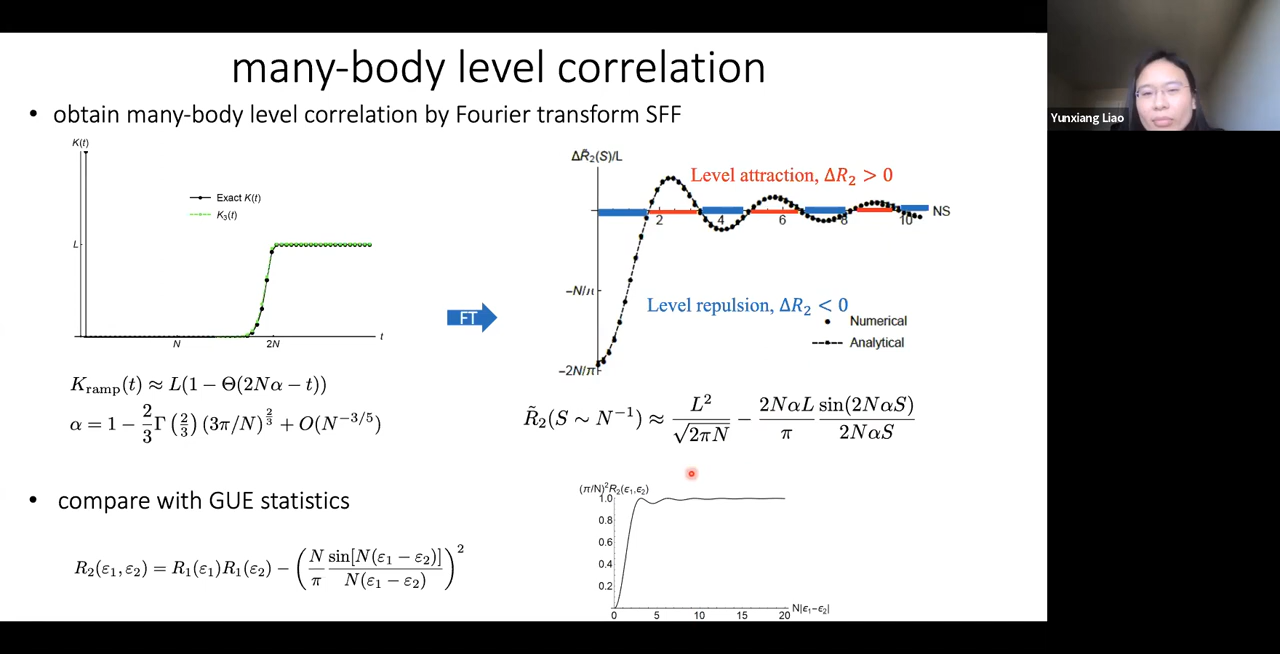 many-body level correlation
• obtain many-body level correlation by Fourier transform SFF
K(t)
Exact K(t)
K₃(t)
L
N
2N
t
FT
ΔR̃₂(S)/L
Level attraction, ΔR₂ > 0
2
4
6
8
10
NS
-N/π
Level repulsion, ΔR₂ < 0
Numerical
Analytical
-2N/π
K_ramp(t) ≈ L(1 − Θ(2Nα − t))
α = 1 − 2/3 Γ(2/3) (3π/N)^{2/3} + O(N^{−3/5})
R̃₂(S ∼ N^{−1}) ≈ L²/√(2πN) − 2NαL/π sin(2NαS)/2NαS
• compare with GUE statistics
R₂(ε₁, ε₂) = R₁(ε₁)R₁(ε₂) − (N/π sin[N(ε₁ − ε₂)]/N(ε₁ − ε₂))²
(π/N)²R₂(ε₁,ε₂)
1.0
0.8
0.6
0.4
0.2
0
5
10
15
20
N|ε₁-ε₂|
Yunxiang Liao